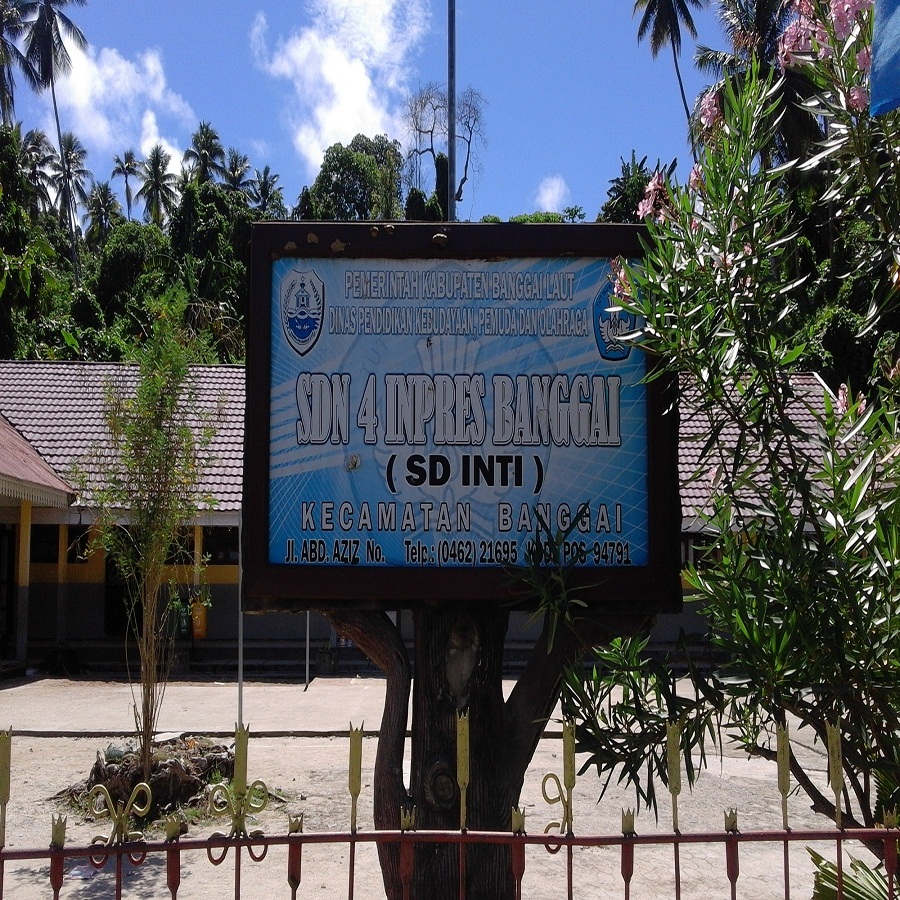 PEMERINTAH KABUPATEN BANGGAI LAUT
DINAS PENDIDIKAN KEBUDAYAAN, PEMUDA DAN OLAHRAGA
SDN 4 INPRES BANGGAI
( SD INTI )
KECAMATAN BANGGAI
Jl. ABD. AZIZ No. Telp : (0462) 21695 KODE POS 94791